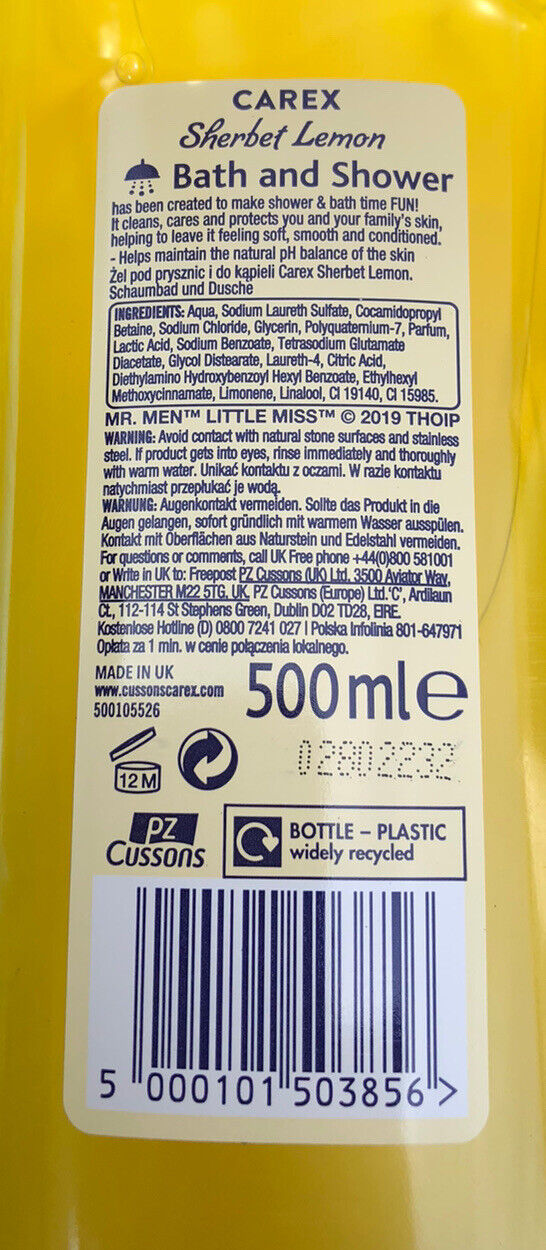 CAREX
Sherbet Lemon
Bath and Shower
has been created to make shower & bath time FUN!
It cleans, cares and protects you and your family's skin,
helping to leave it feeling soft, smooth and conditioned.
- Helps maintain the natural pH balance of the skin
Żel pod prysznic i do kąpieli Carex Sherbet Lemon.
Schaumbad und Dusche
INGREDIENTS: Aqua, Sodium Laureth Sulfate, Cocamidopropyl
Betaine, Sodium Chloride, Glycerin, Polyquaternium-7, Parfum,
Lactic Acid, Sodium Benzoate, Tetrasodium Glutamate
Diacetate, Glycol Distearate, Laureth-4, Citric Acid,
Diethylamino Hydroxybenzoyl Hexyl Benzoate, Ethylhexyl
Methoxycinnamate, Limonene, Linalool, CI 19140, CI 15985.
MR. MEN™ LITTLE MISS™ © 2019 THOIP
WARNING: Avoid contact with natural stone surfaces and stainless
steel. If product gets into eyes, rinse immediately and thoroughly
with warm water. Unikać kontaktu z oczami. W razie kontaktu
natychmiast przepłukać je wodą.
WARNUNG: Augenkontakt vermeiden. Sollte das Produkt in die
Augen gelangen, sofort gründlich mit warmem Wasser ausspülen.
Kontakt mit Oberflächen aus Naturstein und Edelstahl vermeiden.
For questions or comments, call UK Free phone +44(0)800 581001
or Write in UK to: Freepost PZ Cussons (UK) Ltd. 3500 Aviator Way,
MANCHESTER M22 5TG, UK. PZ Cussons (Europe) Ltd. 'C', Ardilaun
Ct., 112-114 St Stephens Green, Dublin D02 TD28, EIRE.
Kostenlose Hotline (D) 0800 7241 027 | Polska Infolinia 801-647971
Opłata za 1 min. w cenie połączenia lokalnego.
MADE IN UK
www.cussonscarex.com
500105526
500mle
12 M
02602232
PZ
Cussons
BOTTLE – PLASTIC
widely recycled
5 000101 503856 >